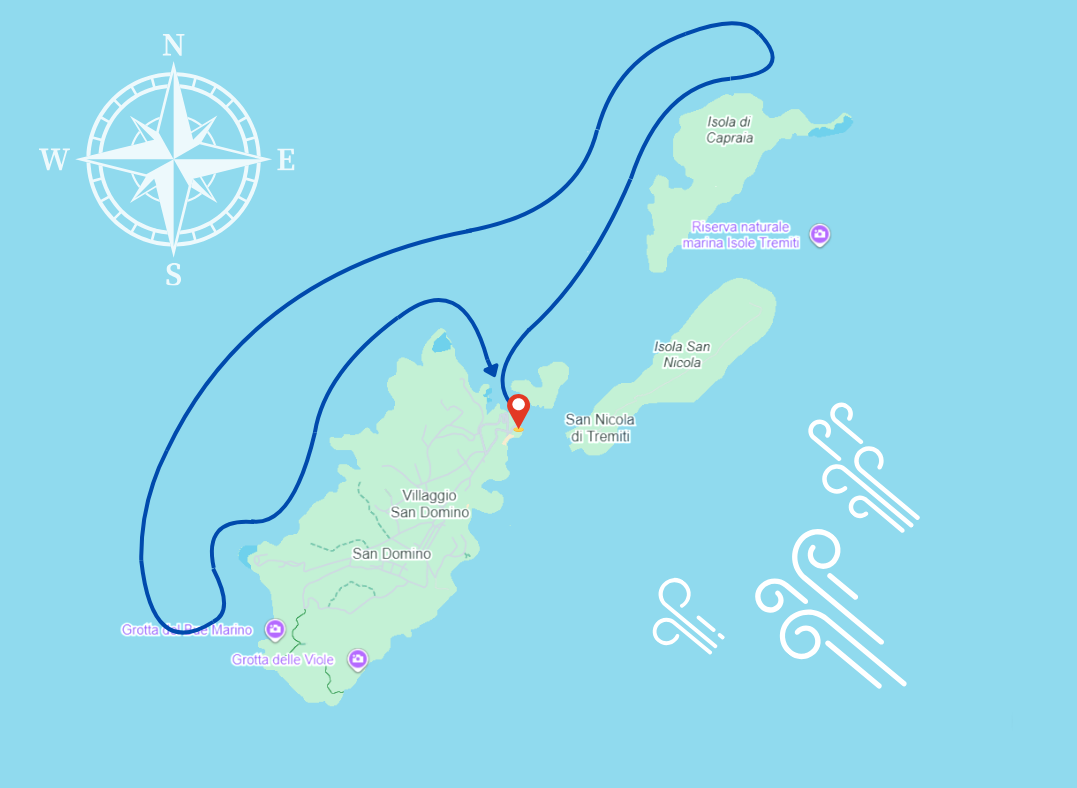 N
W
E
S
Isola di
Capraia
Riserva naturale
marina Isole Tremiti
Isola San
Nicola
San Nicola
di Tremiti
Villaggio
San Domino
San Domino
Grotta del Bue Marino
Grotta delle Viole